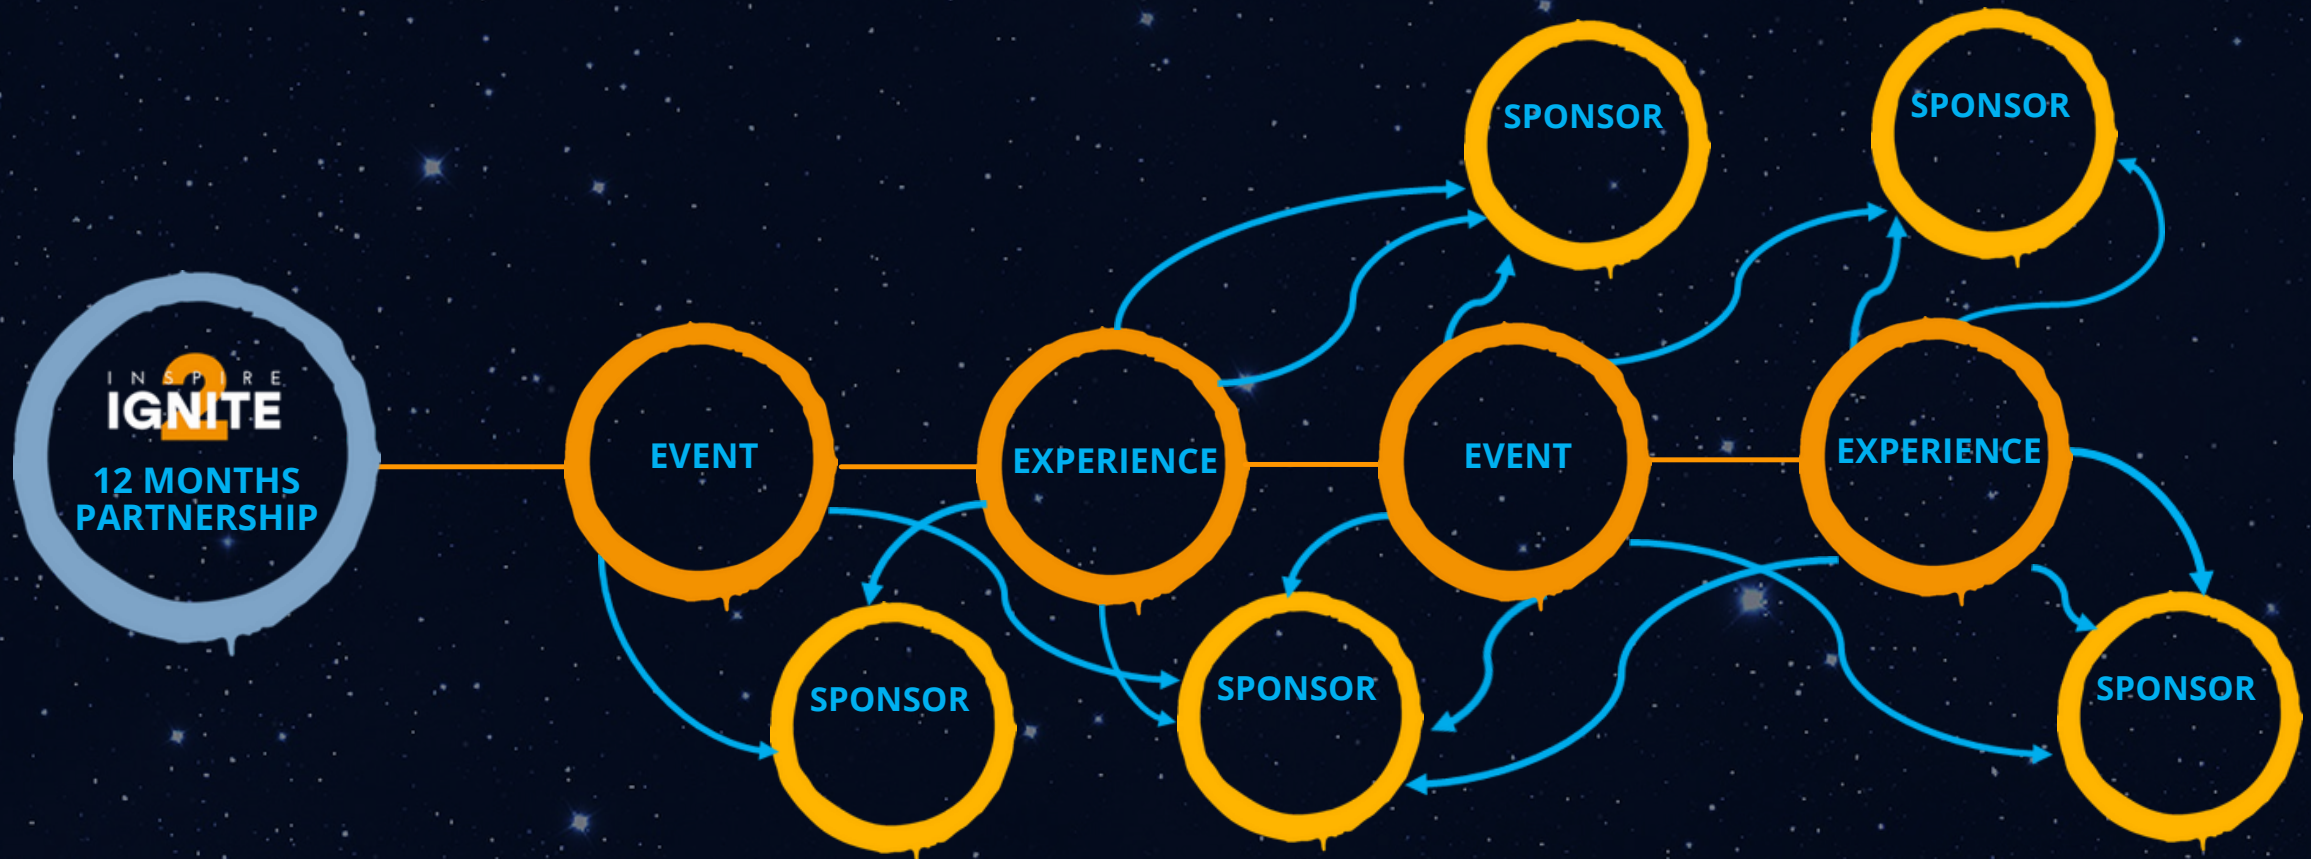 INSPIRE
2
IGNITE
12 MONTHS
PARTNERSHIP
EVENT
EXPERIENCE
EVENT
EXPERIENCE
SPONSOR
SPONSOR
SPONSOR
SPONSOR
SPONSOR